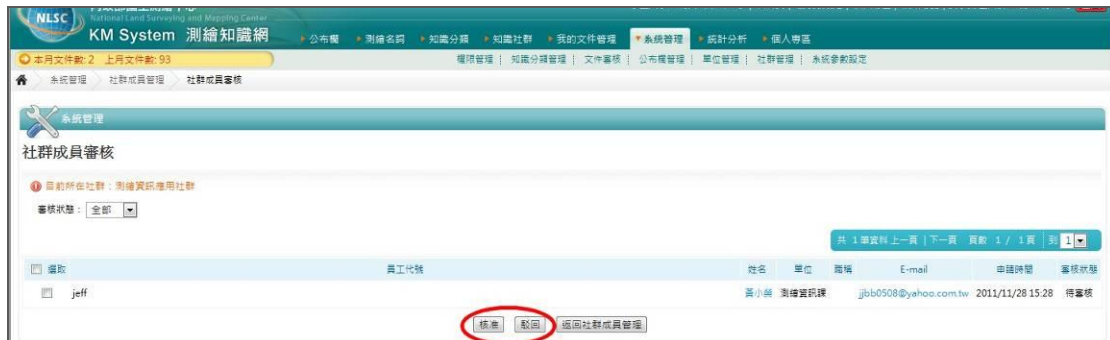 NLSC
National Land Surveying and Mapping Center
KM System 測繪知識網
公布欄 測繪名詞 知識分類 知識社群 我的文件管理 系統管理 統計分析 個人專區
本月文件數: 2 上月文件數: 93
權限管理 | 知識分類管理 | 文件審核 | 公布欄管理 | 單位管理 | 社群管理 | 系統參數設定
系統管理 社群成員管理 社群成員審核
系統管理
社群成員審核
目前所在社群：測繪資訊應用社群
審核狀態： 全部
共 1 筆資料 上一頁 | 下一頁 頁數 1 / 1 頁 到 1
選取 員工代號 姓名 單位 職稱 E-mail 申請時間 審核狀態
jeff 黃小榮 測繪資訊課 jjbb0508@yahoo.com.tw 2011/11/28 15:28 待審核
核准 駁回 返回社群成員管理